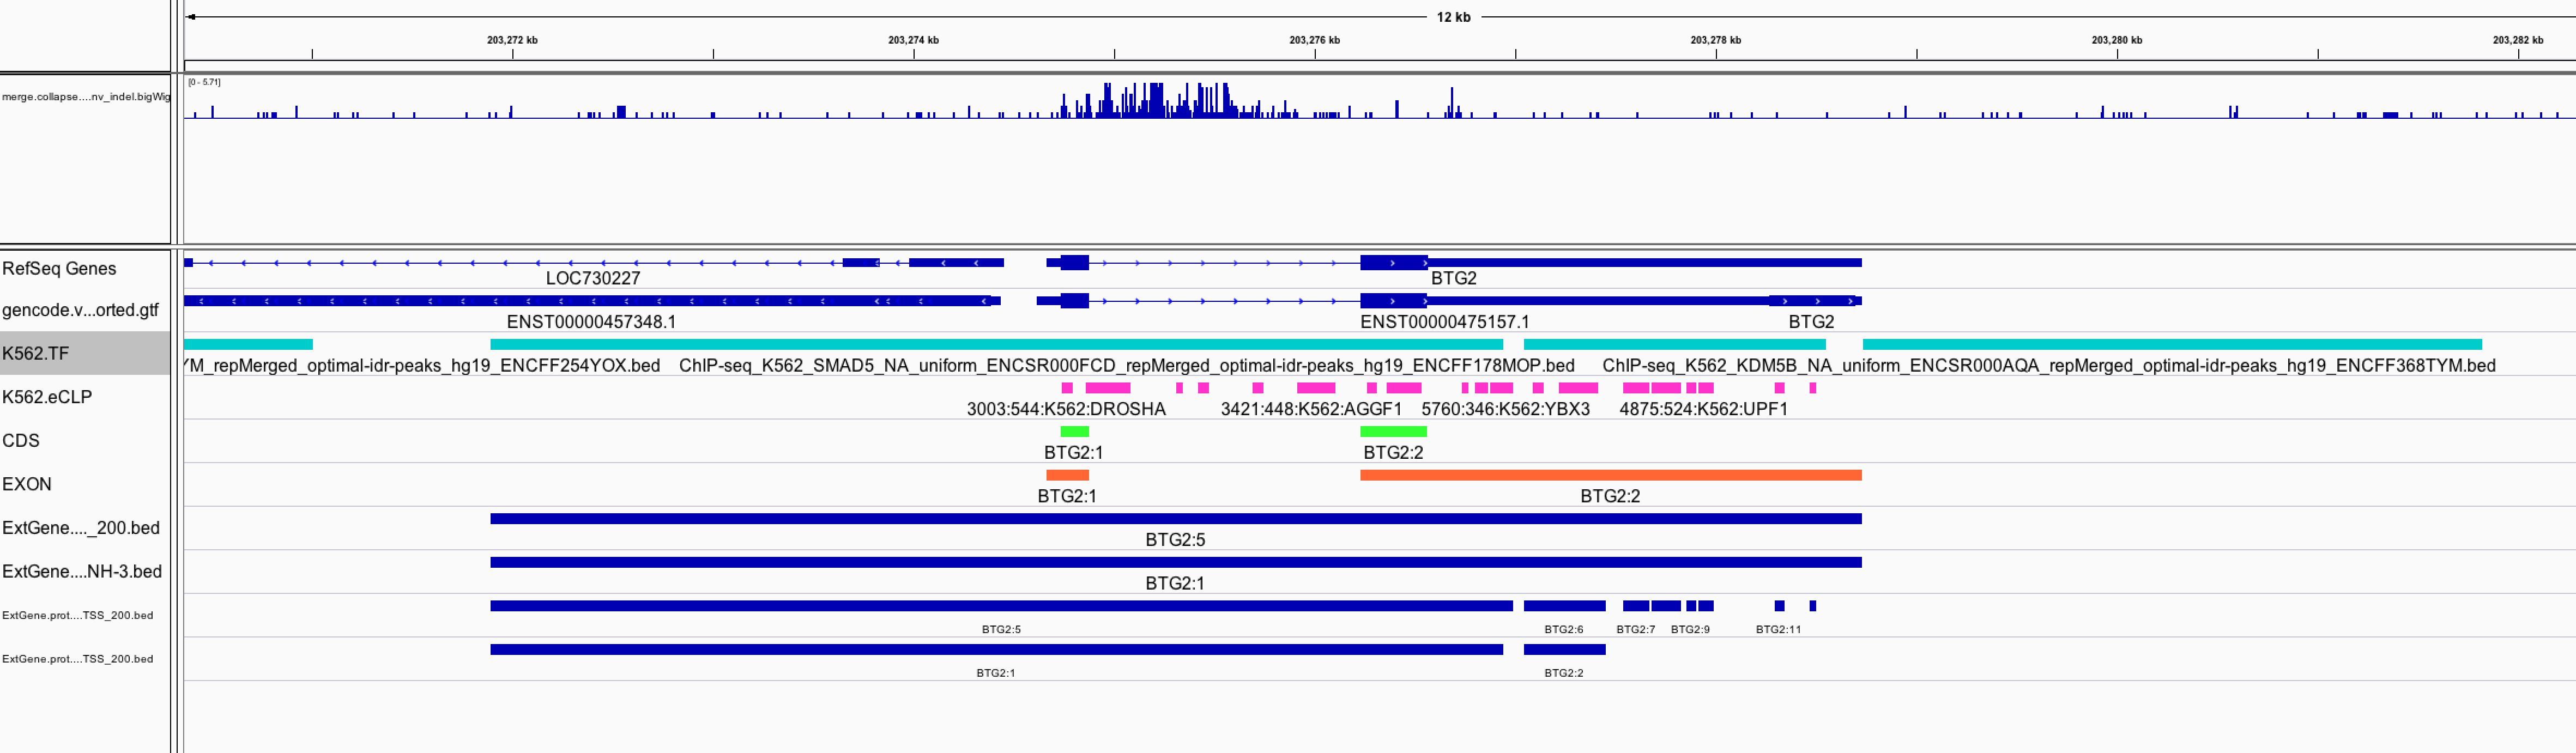 12 kb
203,272 kb 203,274 kb 203,276 kb 203,278 kb 203,280 kb 203,282 kb
[0 - 5.71]
merge.collapse....nv_indel.bigWig
RefSeq Genes
LOC730227 BTG2
gencode.v...orted.gtf
ENST00000457348.1 ENST00000475157.1 BTG2
K562.TF
YM_repMerged_optimal-idr-peaks_hg19_ENCFF254YOX.bed ChIP-seq_K562_SMAD5_NA_uniform_ENCSR000FCD_repMerged_optimal-idr-peaks_hg19_ENCFF178MOP.bed ChIP-seq_K562_KDM5B_NA_uniform_ENCSR000AQA_repMerged_optimal-idr-peaks_hg19_ENCFF368TYM.bed
K562.eCLP
3003:544:K562:DROSHA 3421:448:K562:AGGF1 5760:346:K562:YBX3 4875:524:K562:UPF1
CDS
BTG2:1 BTG2:2
EXON
BTG2:1 BTG2:2
ExtGene...._200.bed
BTG2:5
ExtGene....NH-3.bed
BTG2:1
ExtGene.prot....TSS_200.bed
BTG2:5 BTG2:6 BTG2:7 BTG2:9 BTG2:11
ExtGene.prot....TSS_200.bed
BTG2:1 BTG2:2